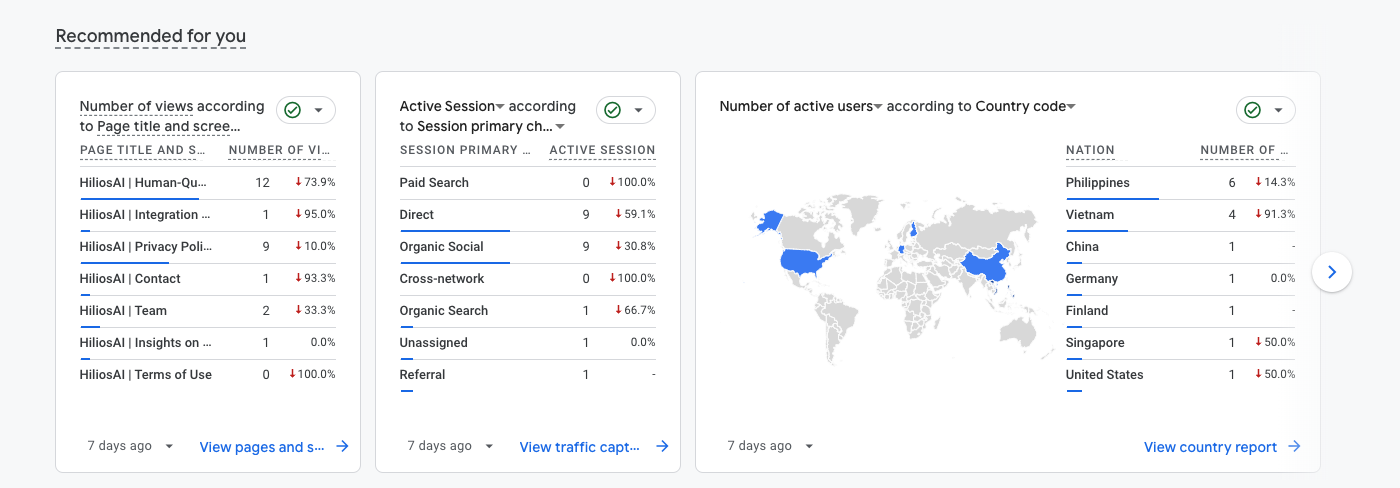 Recommended for you
Number of views according
to Page title and scree...
PAGE TITLE AND S... NUMBER OF VI...
HiliosAI | Human-Qu... 12 ↓ 73.9%
HiliosAI | Integration ... 1 ↓ 95.0%
HiliosAI | Privacy Poli... 9 ↓ 10.0%
HiliosAI | Contact 1 ↓ 93.3%
HiliosAI | Team 2 ↓ 33.3%
HiliosAI | Insights on ... 1 0.0%
HiliosAI | Terms of Use 0 ↓ 100.0%
7 days ago View pages and s... →
Active Session according
to Session primary ch...
SESSION PRIMARY ... ACTIVE SESSION
Paid Search 0 ↓ 100.0%
Direct 9 ↓ 59.1%
Organic Social 9 ↓ 30.8%
Cross-network 0 ↓ 100.0%
Organic Search 1 ↓ 66.7%
Unassigned 1 0.0%
Referral 1 -
7 days ago View traffic capt... →
Number of active users according to Country code
NATION NUMBER OF ...
Philippines 6 ↓ 14.3%
Vietnam 4 ↓ 91.3%
China 1 -
Germany 1 0.0%
Finland 1 -
Singapore 1 ↓ 50.0%
United States 1 ↓ 50.0%
7 days ago View country report →